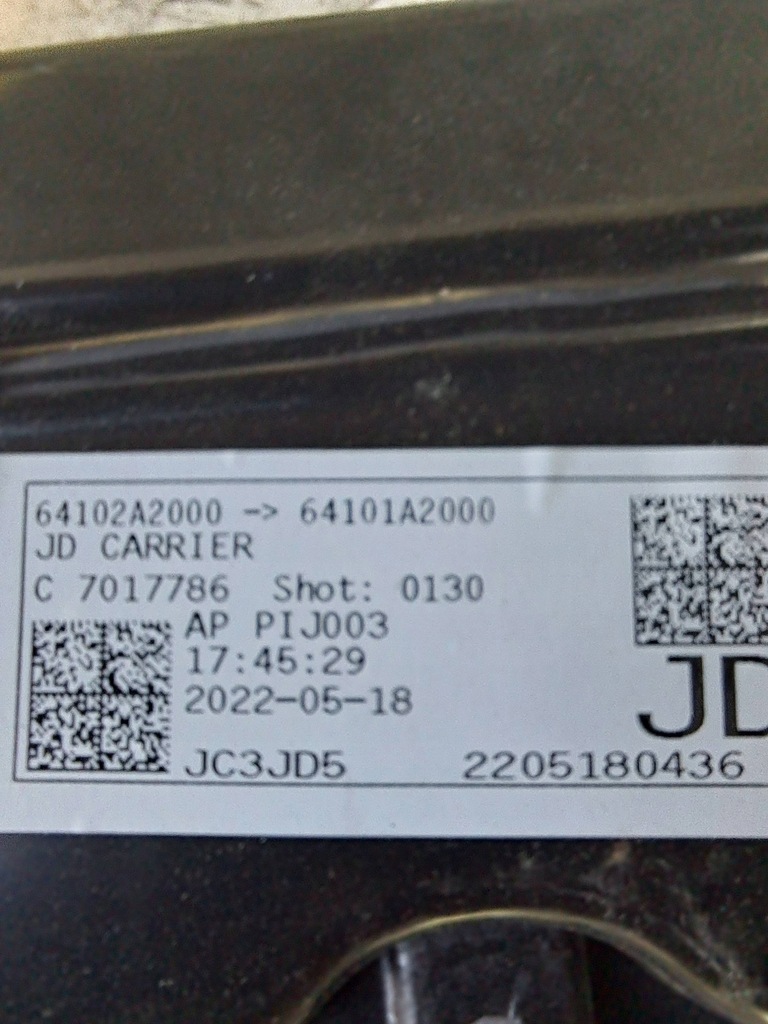 64102A2000 -> 64101A2000
JD CARRIER
C 7017786 Shot: 0130
AP PIJ003
17:45:29
2022-05-18
JD
JC3JD5 2205180436